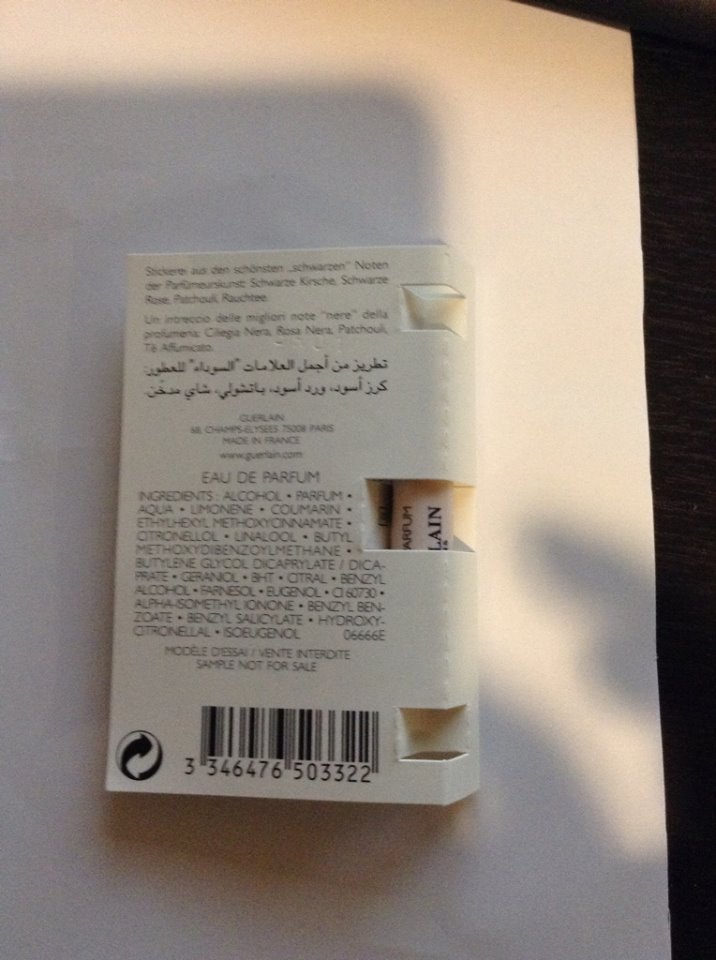 Stickerei aus den schönsten „schwarzen" Noten
der Parfümeurskunst: Schwarze Kirsche, Schwarze
Rose, Patchouli, Rauchtee.
Un intreccio delle migliori note "nere" della
profumeria: Ciliegia Nera, Rosa Nera, Patchouli,
Tè Affumicato.
تطريز من أجمل العلامات "السوداء" للعطور:
كرز أسود، ورد أسود، باتشولي، شاي مدخّن.
GUERLAIN
68, CHAMPS-ELYSEES 75008 PARIS
MADE IN FRANCE
www.guerlain.com
EAU DE PARFUM
INGREDIENTS : ALCOHOL • PARFUM •
AQUA • LIMONENE • COUMARIN •
ETHYLHEXYL METHOXYCINNAMATE •
CITRONELLOL • LINALOOL • BUTYL
METHOXYDIBENZOYLMETHANE •
BUTYLENE GLYCOL DICAPRYLATE / DICA-
PRATE • GERANIOL • BHT • CITRAL • BENZYL
ALCOHOL • FARNESOL • EUGENOL • CI 60730 •
ALPHA-ISOMETHYL IONONE • BENZYL BEN-
ZOATE • BENZYL SALICYLATE • HYDROXY-
CITRONELLAL • ISOEUGENOL 06666E
MODÈLE D'ESSAI / VENTE INTERDITE
SAMPLE NOT FOR SALE
3 346476 503322
ARFUM
LAIN